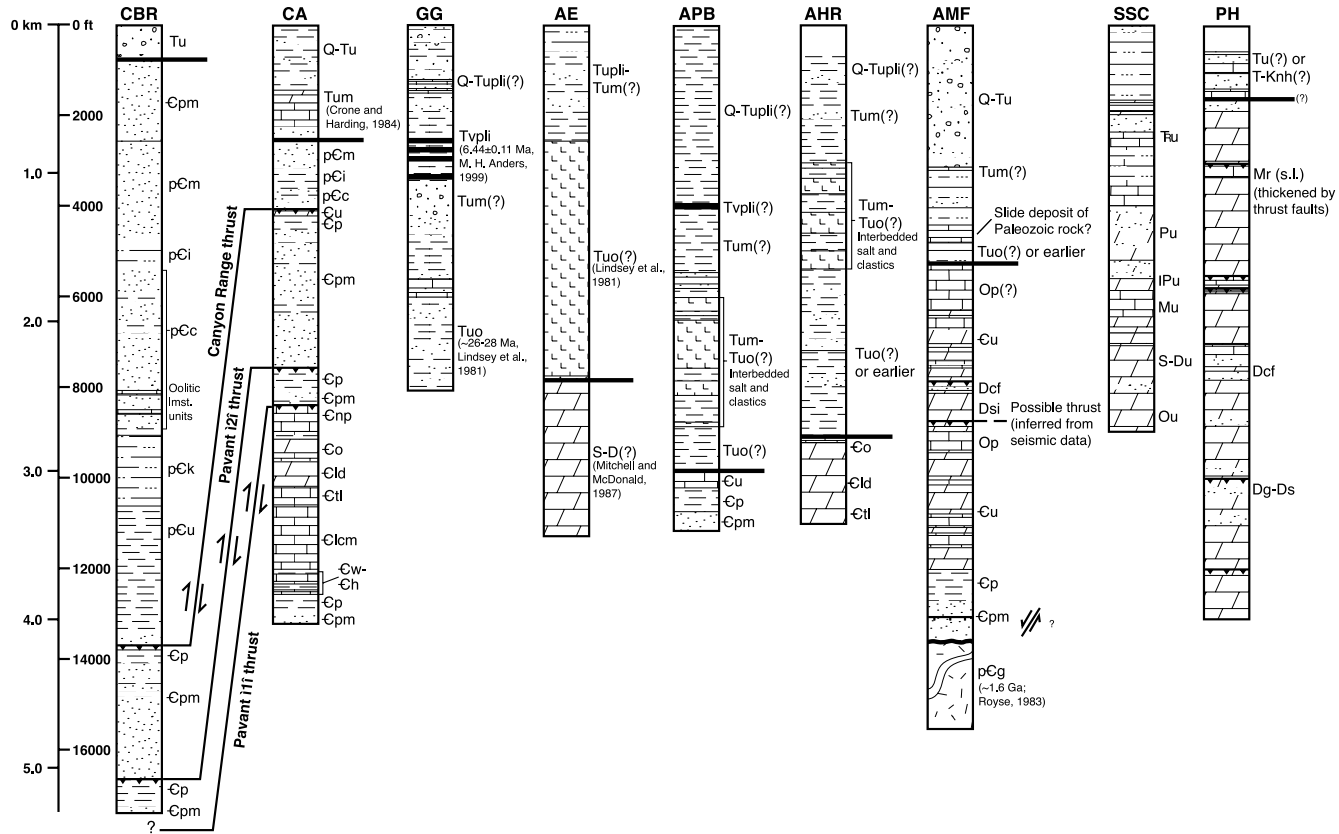 CBR CA GG AE APB AHR AMF SSC PH
0 km
0 ft
2000
1.0
4000
6000
2.0
8000
3.0
10000
12000
4.0
14000
16000
5.0
Tu
Ꞓpm
pꞒm
pꞒi
pꞒc
Oolitic
lmst.
units
pꞒk
pꞒu
Ꞓp
Ꞓpm
Ꞓp
Ꞓpm
?
Canyon Range thrust
Pavant ì2î thrust
Pavant ì1î thrust
Q-Tu
Tum
(Crone and
Harding, 1984)
pꞒm
pꞒi
pꞒc
Ꞓu
Ꞓp
Ꞓpm
Ꞓp
Ꞓpm
Ꞓnp
Ꞓo
Ꞓld
Ꞓtl
Ꞓlcm
Ꞓw-
Ꞓh
Ꞓp
Ꞓpm
Q-Tupli(?)
Tvpli
(6.44±0.11 Ma,
M. H. Anders,
1999)
Tum(?)
Tuo
(~26-28 Ma,
Lindsey et al.,
1981)
Tupli-
Tum(?)
Tuo(?)
(Lindsey et al.,
1981)
S-D(?)
(Mitchell and
McDonald,
1987)
Q-Tupli(?)
Tvpli(?)
Tum(?)
Tum-
Tuo(?)
Interbedded
salt and
clastics
Tuo(?)
Ꞓu
Ꞓp
Ꞓpm
Q-Tupli(?)
Tum(?)
Tum-
Tuo(?)
Interbedded
salt and
clastics
Tuo(?)
or earlier
Ꞓo
Ꞓld
Ꞓtl
Q-Tu
Tum(?)
Slide deposit of
Paleozoic rock?
Tuo(?) or earlier
Op(?)
Ꞓu
Dcf
Dsi
Possible thrust
(inferred from
seismic data)
Op
Ꞓu
Ꞓp
Ꞓpm
?
pꞒg
(~1.6 Ga;
Royse, 1983)
Ꞃu
Pu
IPu
Mu
S-Du
Ou
Tu(?) or
T-Knh(?)
(?)
Mr (s.l.)
(thickened by
thrust faults)
Dcf
Dg-Ds